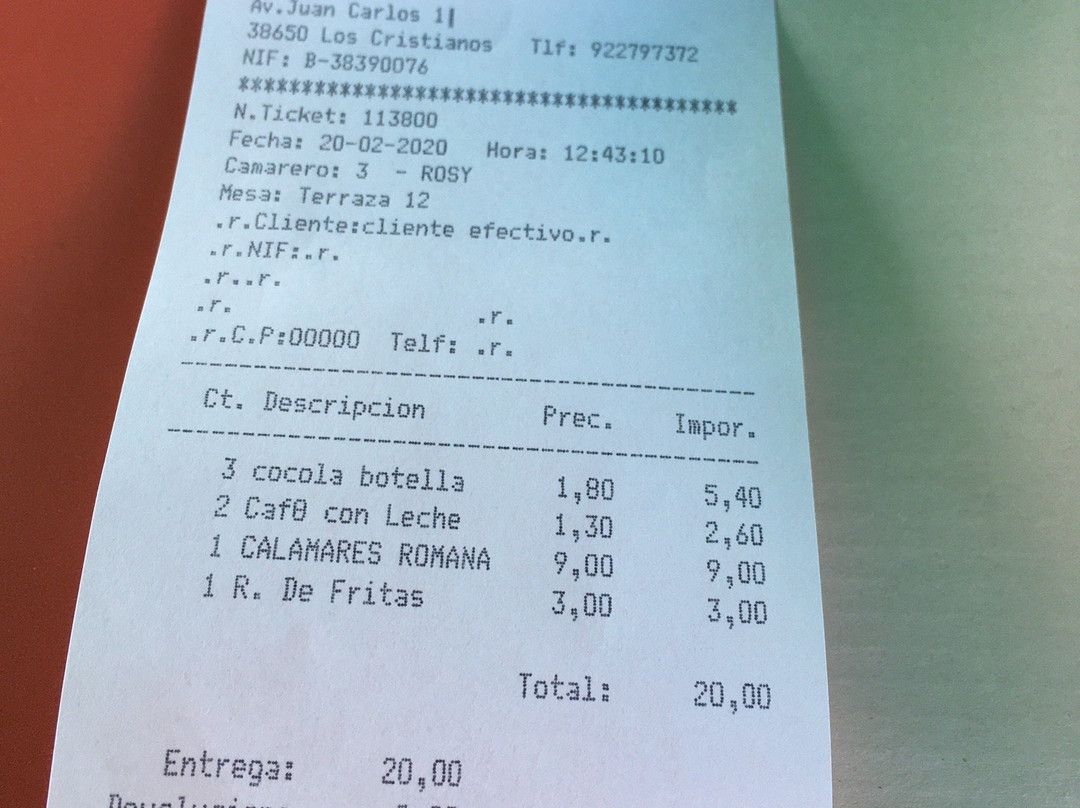 Av.Juan Carlos 1|
38650 Los Cristianos Tlf: 922797372
NIF: B-38390076
*****************************************
N.Ticket: 113800
Fecha: 20-02-2020 Hora: 12:43:10
Camarero: 3 - ROSY
Mesa: Terraza 12
.r.Cliente:cliente efectivo.r.
.r.NIF:.r.
.r..r.
.r. .r.
.r.C.P:00000 Telf: .r.
Ct. Descripcion Prec. Impor.
3 cocola botella 1,80 5,40
2 Cafθ con Leche 1,30 2,60
1 CALAMARES ROMANA 9,00 9,00
1 R. De Fritas 3,00 3,00
Total: 20,00
Entrega: 20,00